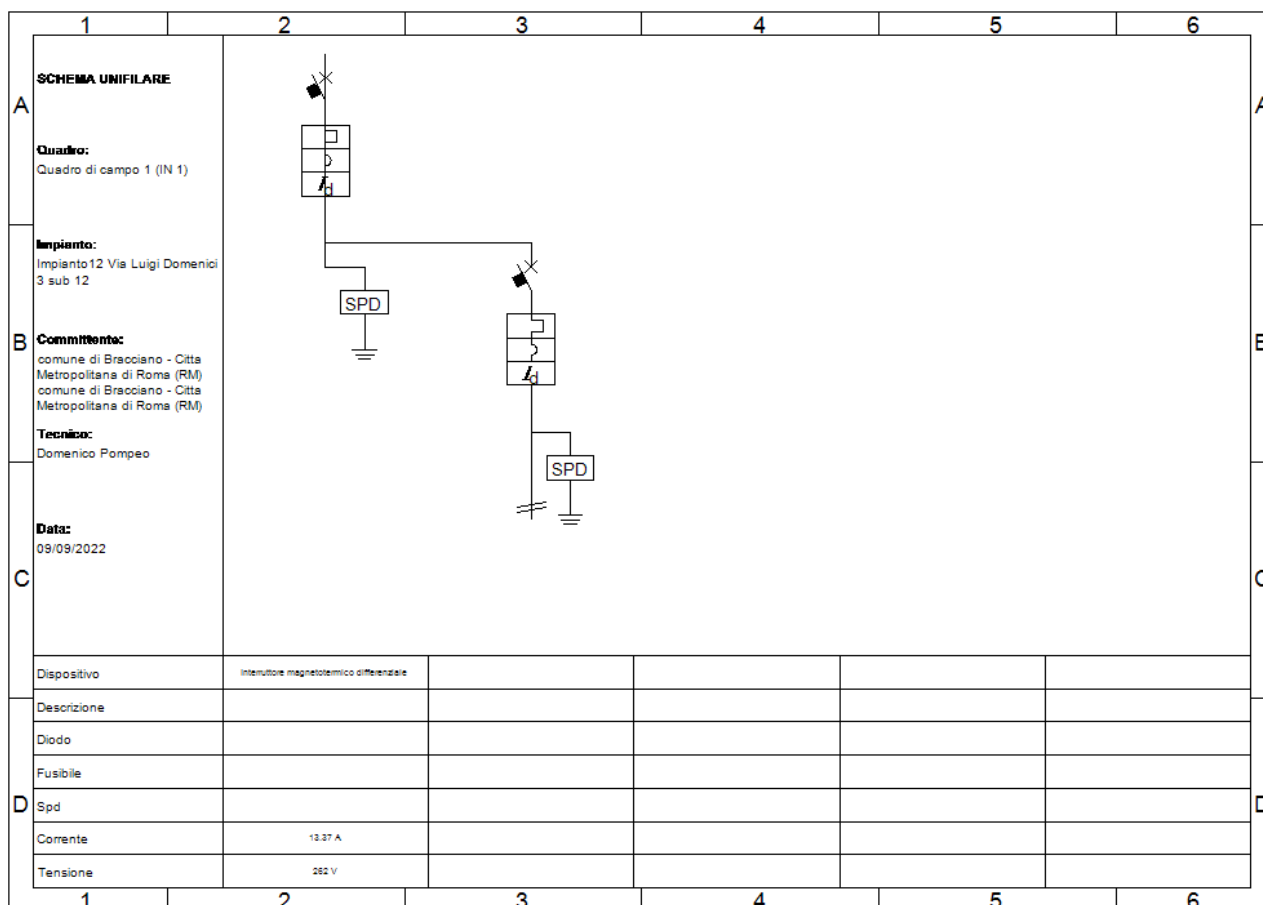 1 2 3 4 5 6
A A
SCHEMA UNIFILARE
Quadro:
Quadro di campo 1 (IN 1)
Id
Impianto:
Impianto12 Via Luigi Domenici
3 sub 12
SPD
B B
Committente:
comune di Bracciano - Citta
Metropolitana di Roma (RM)
comune di Bracciano - Citta
Metropolitana di Roma (RM)
Id
Tecnico:
Domenico Pompeo
SPD
Data:
09/09/2022
C C
Dispositivo Interruttore magnetotermico differenziale
Descrizione
Diodo
Fusibile
D Spd D
Corrente 13.37 A
Tensione 262 V
1 2 3 4 5 6